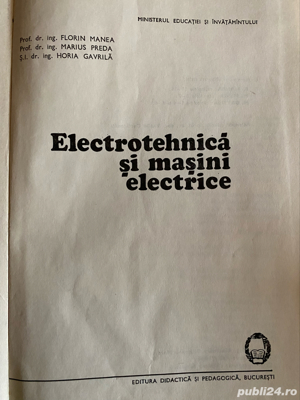 MINISTERUL EDUCAȚIEI ȘI ÎNVĂȚĂMÎNTULUI
Prof. dr. ing. FLORIN MANEA
Prof. dr. ing. MARIUS PREDA
Ș.l. dr. ing. HORIA GAVRILĂ
Electrotehnică
și mașini
electrice
EDITURA DIDACTICĂ ȘI PEDAGOGICĂ, BUCUREȘTI
publi24.ro